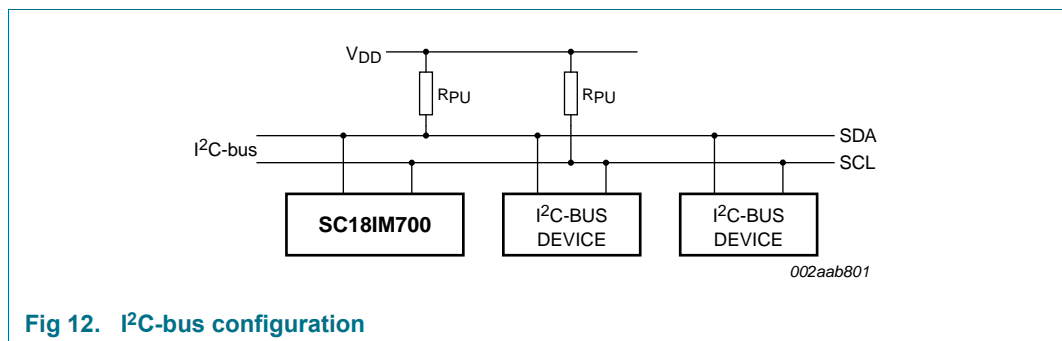 VDD
RPU
RPU
I2C-bus
SDA
SCL
SC18IM700
I2C-BUS
DEVICE
I2C-BUS
DEVICE
002aab801
Fig 12. I2C-bus configuration